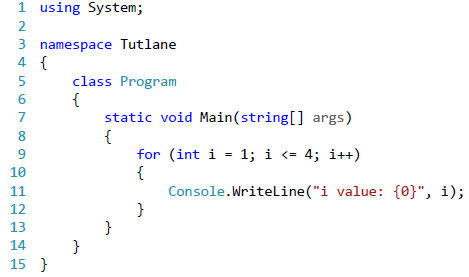 1 using System;
2
3 namespace Tutlane
4 {
5     class Program
6     {
7         static void Main(string[] args)
8         {
9             for (int i = 1; i <= 4; i++)
10             {
11                 Console.WriteLine("i value: {0}", i);
12             }
13         }
14     }
15 }